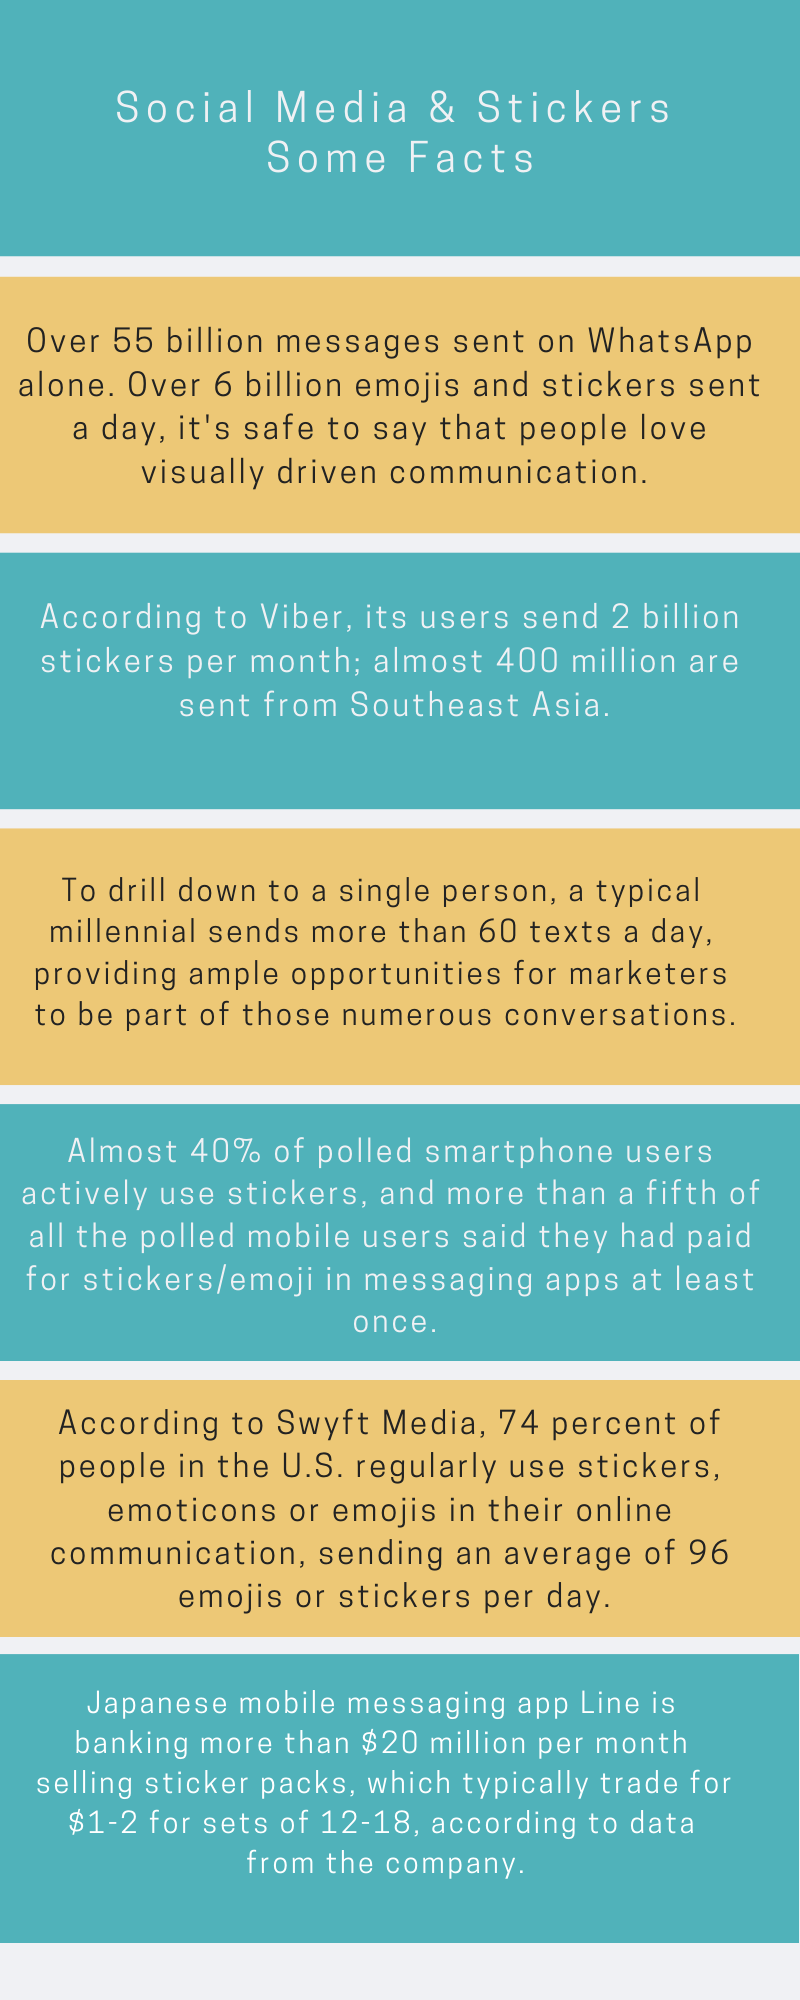 Social Media & Stickers
Some Facts
Over 55 billion messages sent on WhatsApp
alone. Over 6 billion emojis and stickers sent
a day, it's safe to say that people love
visually driven communication.
According to Viber, its users send 2 billion
stickers per month; almost 400 million are
sent from Southeast Asia.
To drill down to a single person, a typical
millennial sends more than 60 texts a day,
providing ample opportunities for marketers
to be part of those numerous conversations.
Almost 40% of polled smartphone users
actively use stickers, and more than a fifth of
all the polled mobile users said they had paid
for stickers/emoji in messaging apps at least
once.
According to Swyft Media, 74 percent of
people in the U.S. regularly use stickers,
emoticons or emojis in their online
communication, sending an average of 96
emojis or stickers per day.
Japanese mobile messaging app Line is
banking more than $20 million per month
selling sticker packs, which typically trade for
$1-2 for sets of 12-18, according to data
from the company.